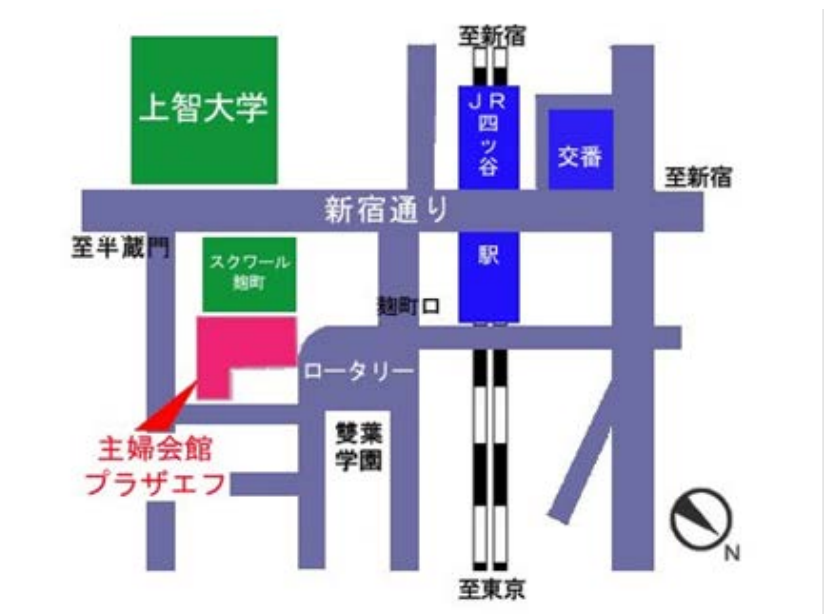 至新宿
上智大学
JR
四
ッ
谷
交番
至新宿
新宿通り
至半蔵門
スクワール
麹町
駅
麹町口
ロータリー
雙葉
学園
主婦会館
プラザエフ
N
至東京